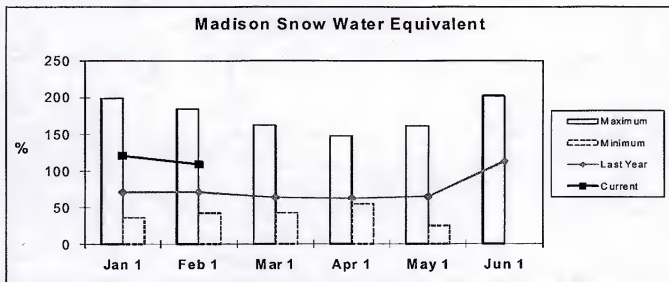 Madison Snow Water Equivalent
250
200
150
100
50
0
%
Jan 1 Feb 1 Mar 1 Apr 1 May 1 Jun 1
Maximum
Minimum
Last Year
Current